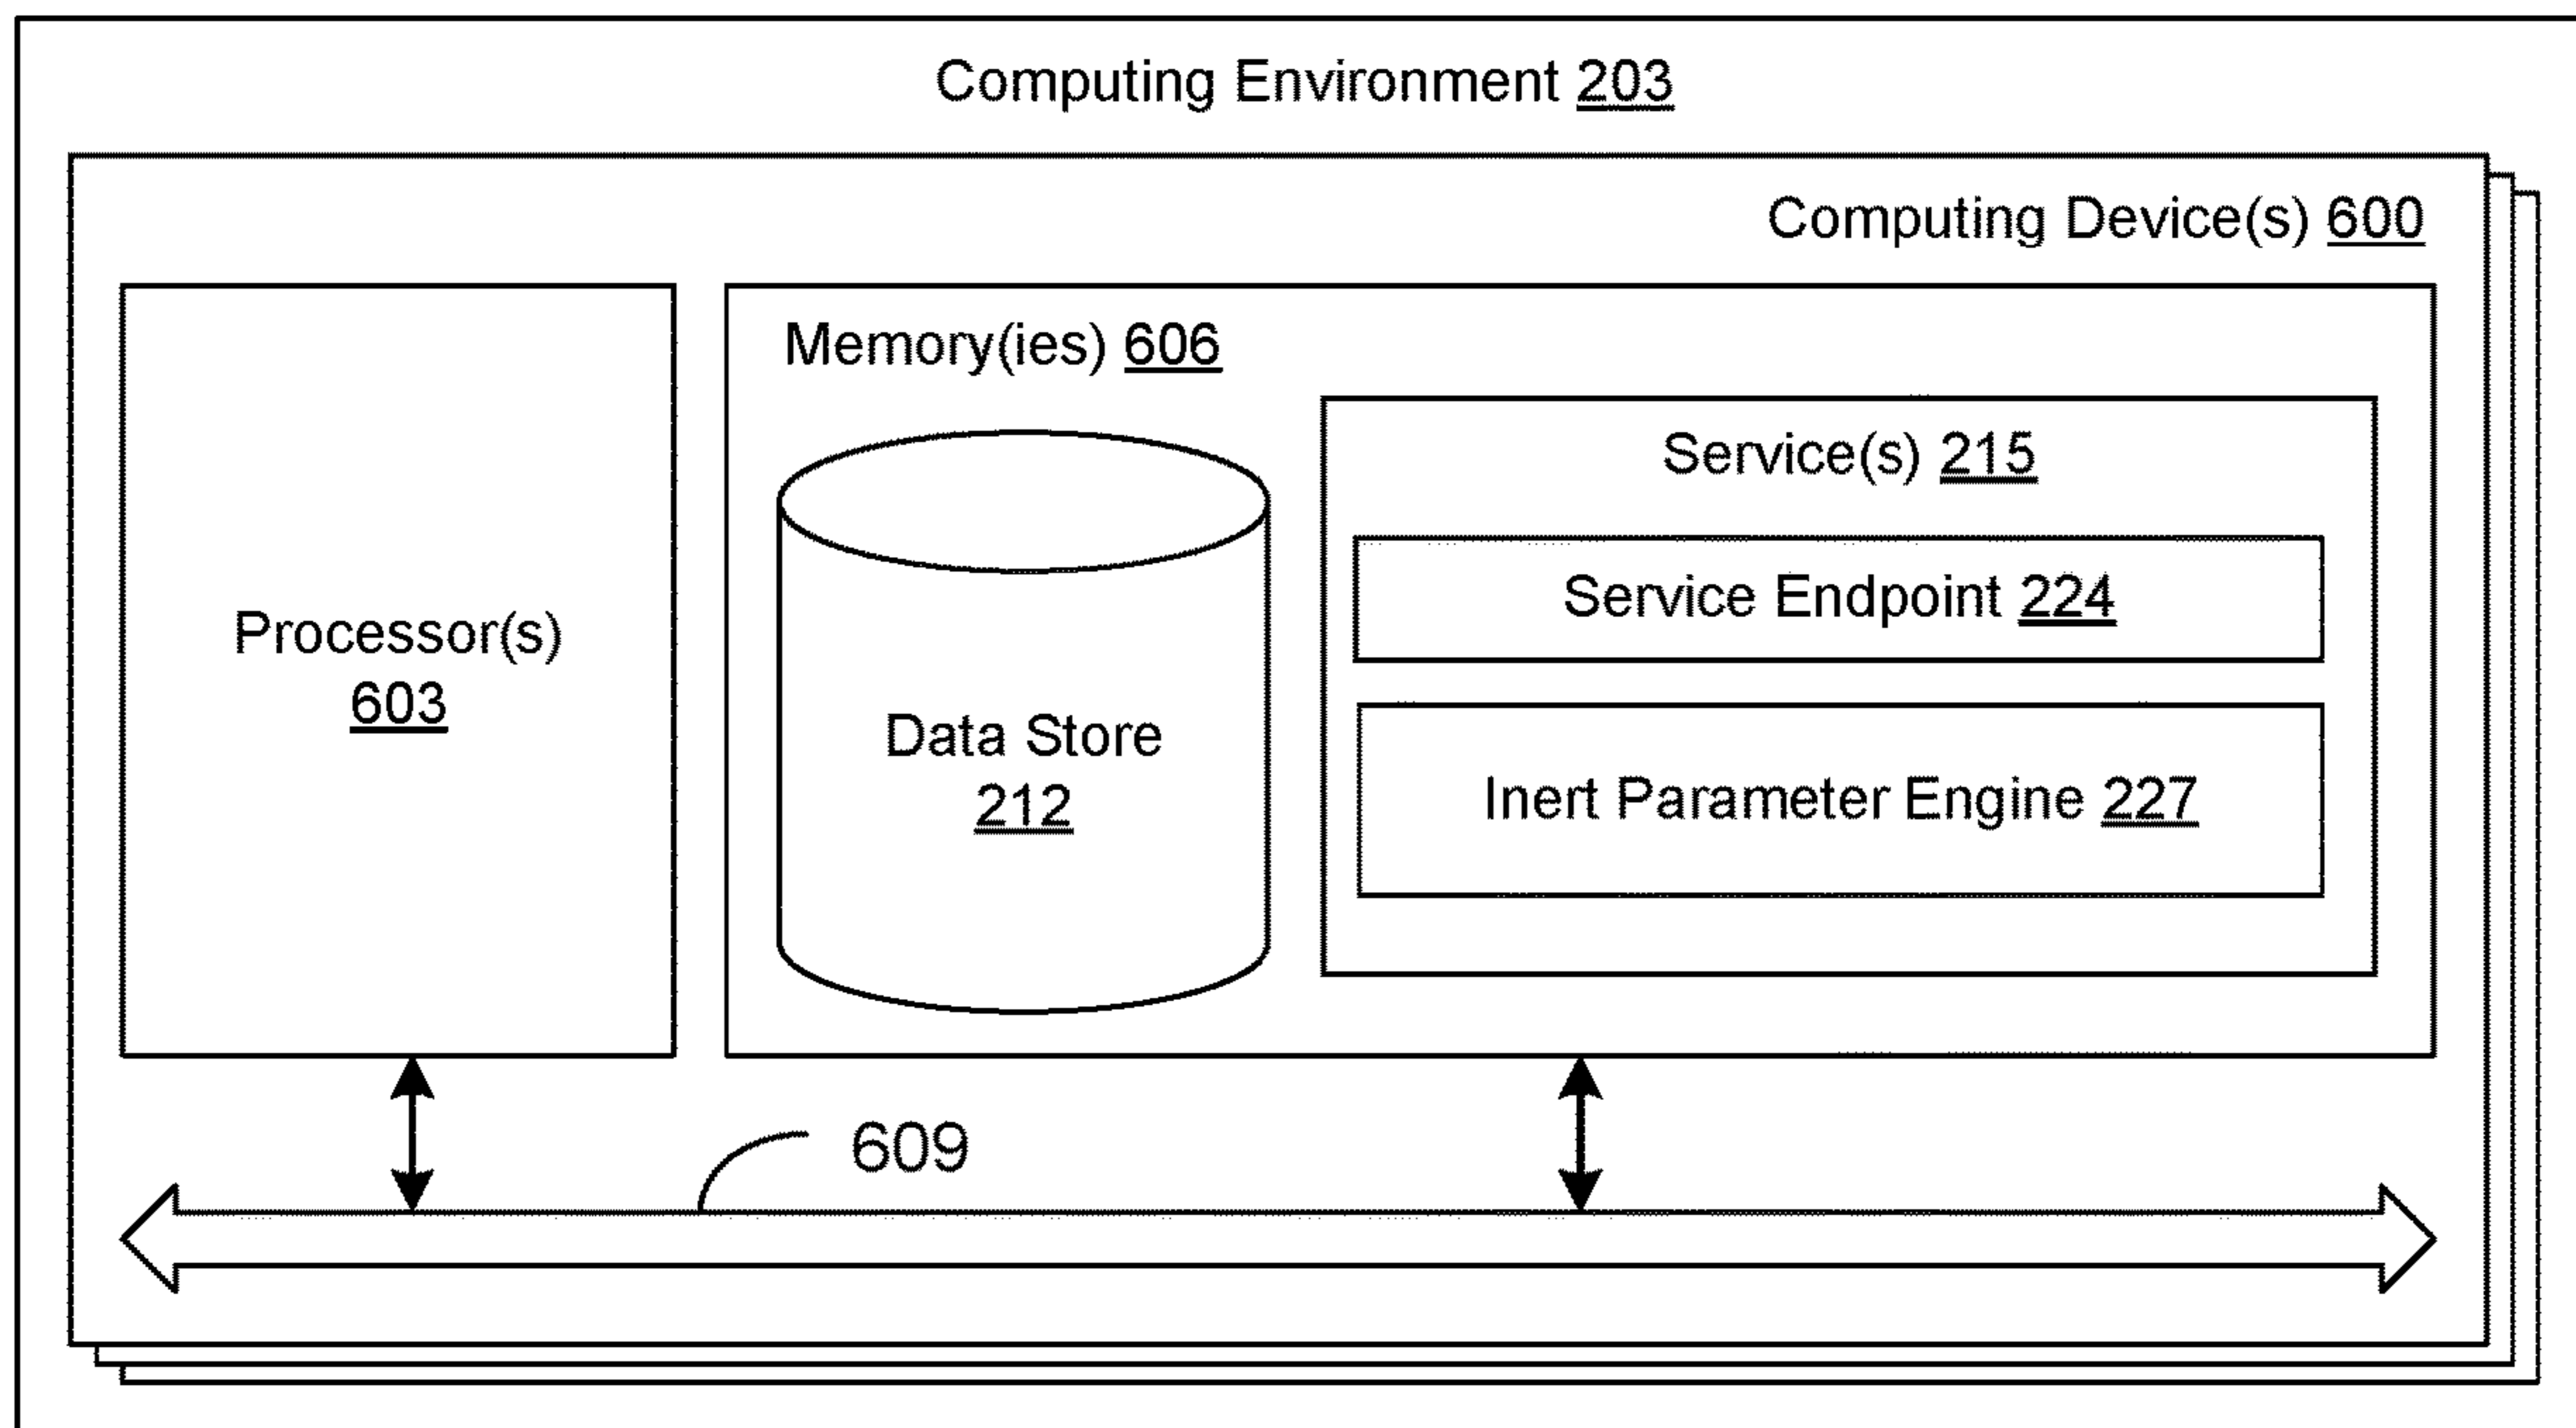 Computing Environment 203
Computing Device(s) 600
Memory(ies) 606
Service(s) 215
Service Endpoint 224
Processor(s)
603
Data Store
212
Inert Parameter Engine 227
609